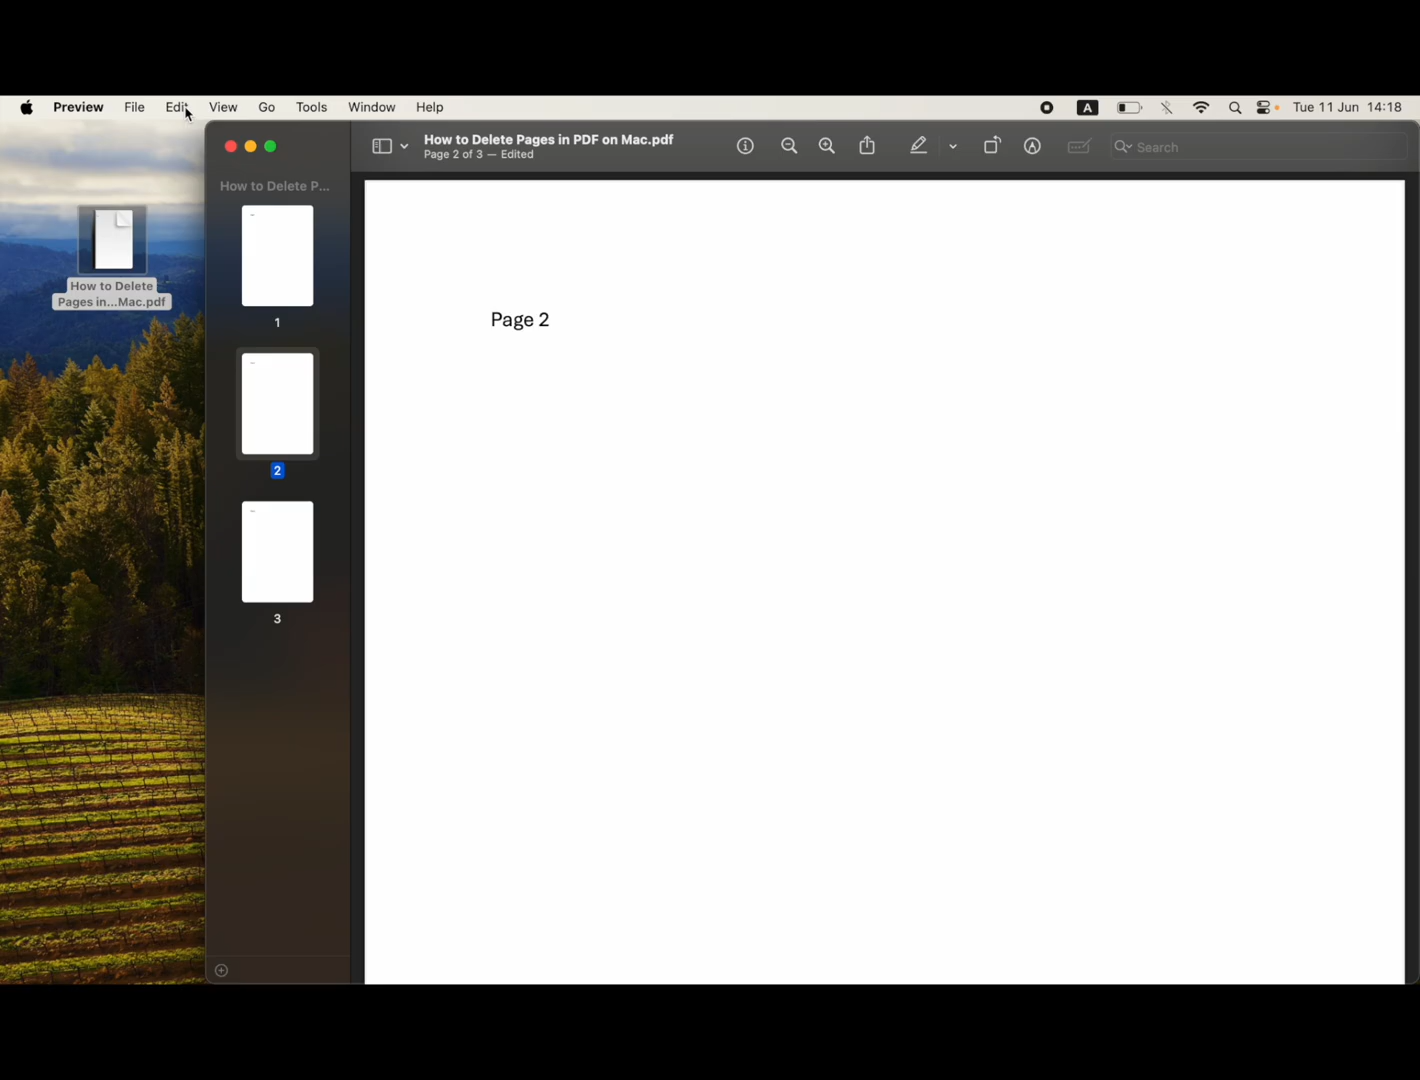 Preview File Edit View Go Tools Window Help A Tue 11 Jun 14:18
How to Delete Pages in PDF on Mac.pdf
Page 2 of 3 — Edited
Search
How to Delete P...
1
2
3
How to Delete
Pages in...Mac.pdf
Page 2